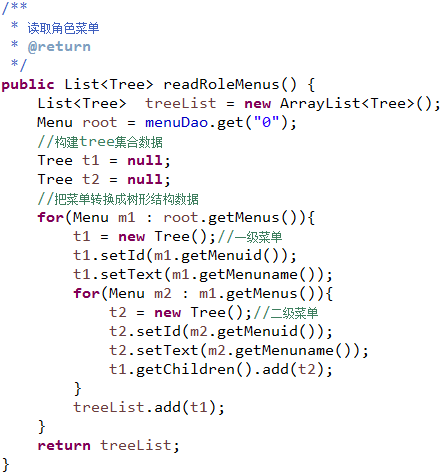 /**
 * 读取角色菜单
 * @return
 */
public List<Tree> readRoleMenus() {
    List<Tree>  treeList = new ArrayList<Tree>();
    Menu root = menuDao.get("0");
    //构建tree集合数据
    Tree t1 = null;
    Tree t2 = null;
    //把菜单转换成树形结构数据
    for(Menu m1 : root.getMenus()){
        t1 = new Tree();//一级菜单
        t1.setId(m1.getMenuid());
        t1.setText(m1.getMenuname());
        for(Menu m2 : m1.getMenus()){
            t2 = new Tree();//二级菜单
            t2.setId(m2.getMenuid());
            t2.setText(m2.getMenuname());
            t1.getChildren().add(t2);
        }
        treeList.add(t1);
    }
    return treeList;
}